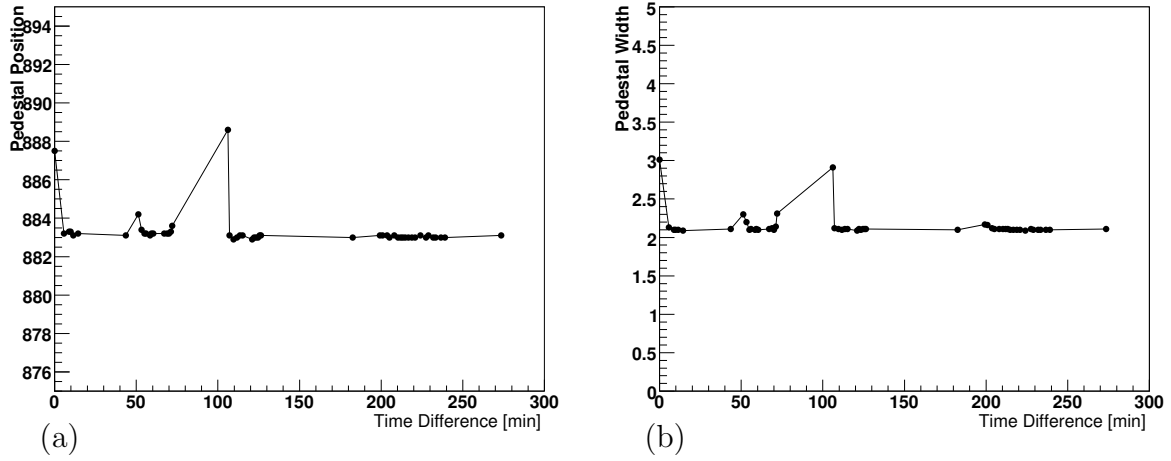 Pedestal Position
894
892
890
888
886
884
882
880
878
876
0 50 100 150 200 250 300
Time Difference [min]
(a)
Pedestal Width
5
4.5
4
3.5
3
2.5
2
1.5
1
0.5
0
0 50 100 150 200 250 300
Time Difference [min]
(b)